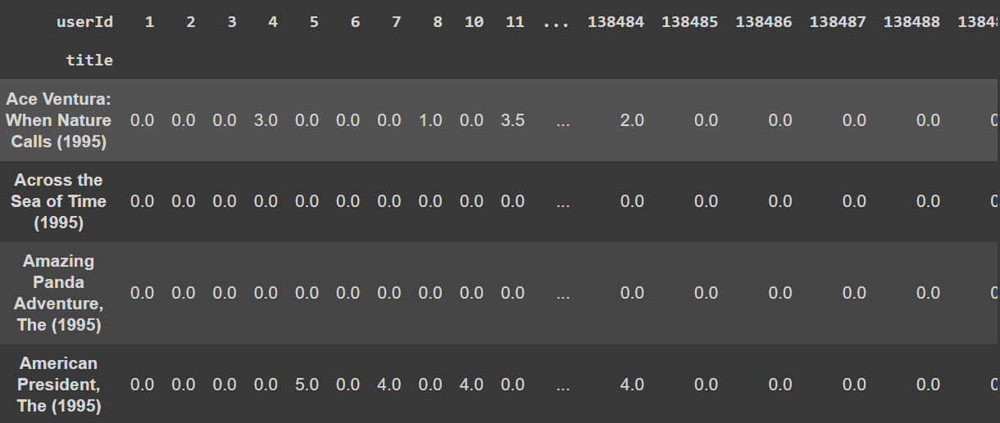 userId 1 2 3 4 5 6 7 8 10 11 ... 138484 138485 138486 138487 138488
title
Ace Ventura:
When Nature 0.0 0.0 0.0 3.0 0.0 0.0 0.0 1.0 0.0 3.5 ... 2.0 0.0 0.0 0.0 0.0
Calls (1995)
Across the
Sea of Time 0.0 0.0 0.0 0.0 0.0 0.0 0.0 0.0 0.0 0.0 ... 0.0 0.0 0.0 0.0 0.0
(1995)
Amazing
Panda
0.0 0.0 0.0 0.0 0.0 0.0 0.0 0.0 0.0 0.0 ... 0.0 0.0 0.0 0.0 0.0
Adventure,
The (1995)
American
President, 0.0 0.0 0.0 0.0 5.0 0.0 4.0 0.0 4.0 0.0 ... 4.0 0.0 0.0 0.0 0.0
The (1995)